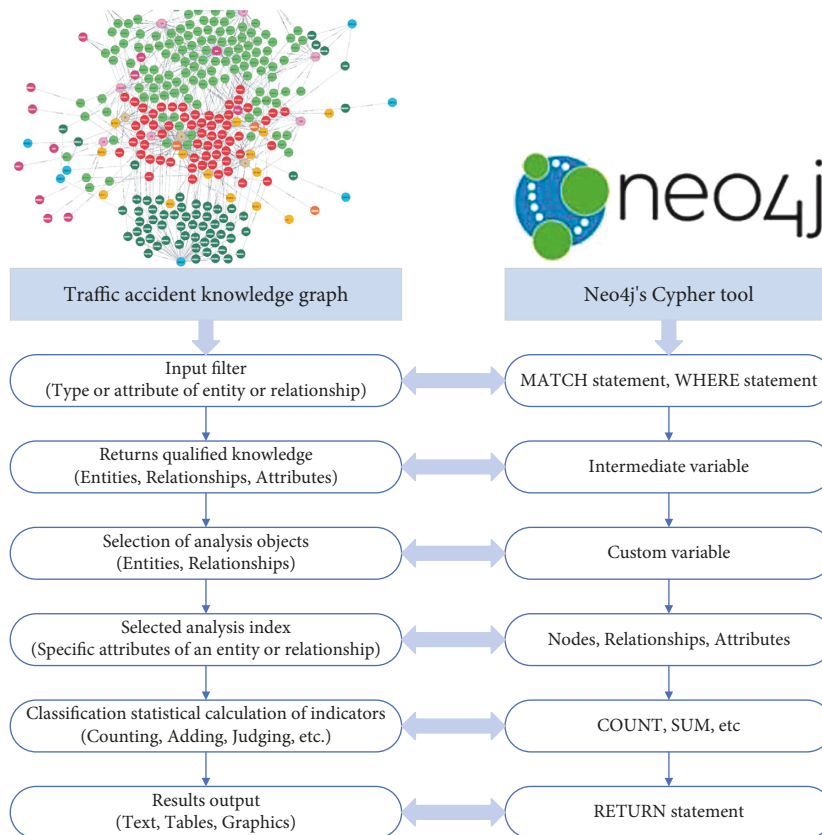 neo4j
Traffic accident knowledge graph
Neo4j's Cypher tool
Input filter
(Type or attribute of entity or relationship)
MATCH statement, WHERE statement
Returns qualified knowledge
(Entities, Relationships, Attributes)
Intermediate variable
Selection of analysis objects
(Entities, Relationships)
Custom variable
Selected analysis index
(Specific attributes of an entity or relationship)
Nodes, Relationships, Attributes
Classification statistical calculation of indicators
(Counting, Adding, Judging, etc.)
COUNT, SUM, etc
Results output
(Text, Tables, Graphics)
RETURN statement